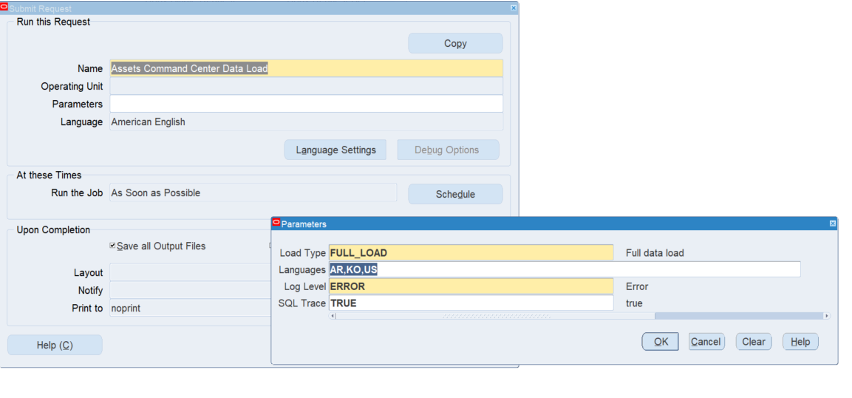 Submit Request
Run this Request
Copy
Name Assets Command Center Data Load
Operating Unit
Parameters
Language American English
Language Settings Debug Options
At these Times
Run the Job As Soon as Possible Schedule
Upon Completion
Save all Output Files
Layout
Notify
Print to noprint
Help (C)
Parameters
Load Type FULL_LOAD Full data load
Languages AR,KO,US
Log Level ERROR Error
SQL Trace TRUE true
OK Cancel Clear Help